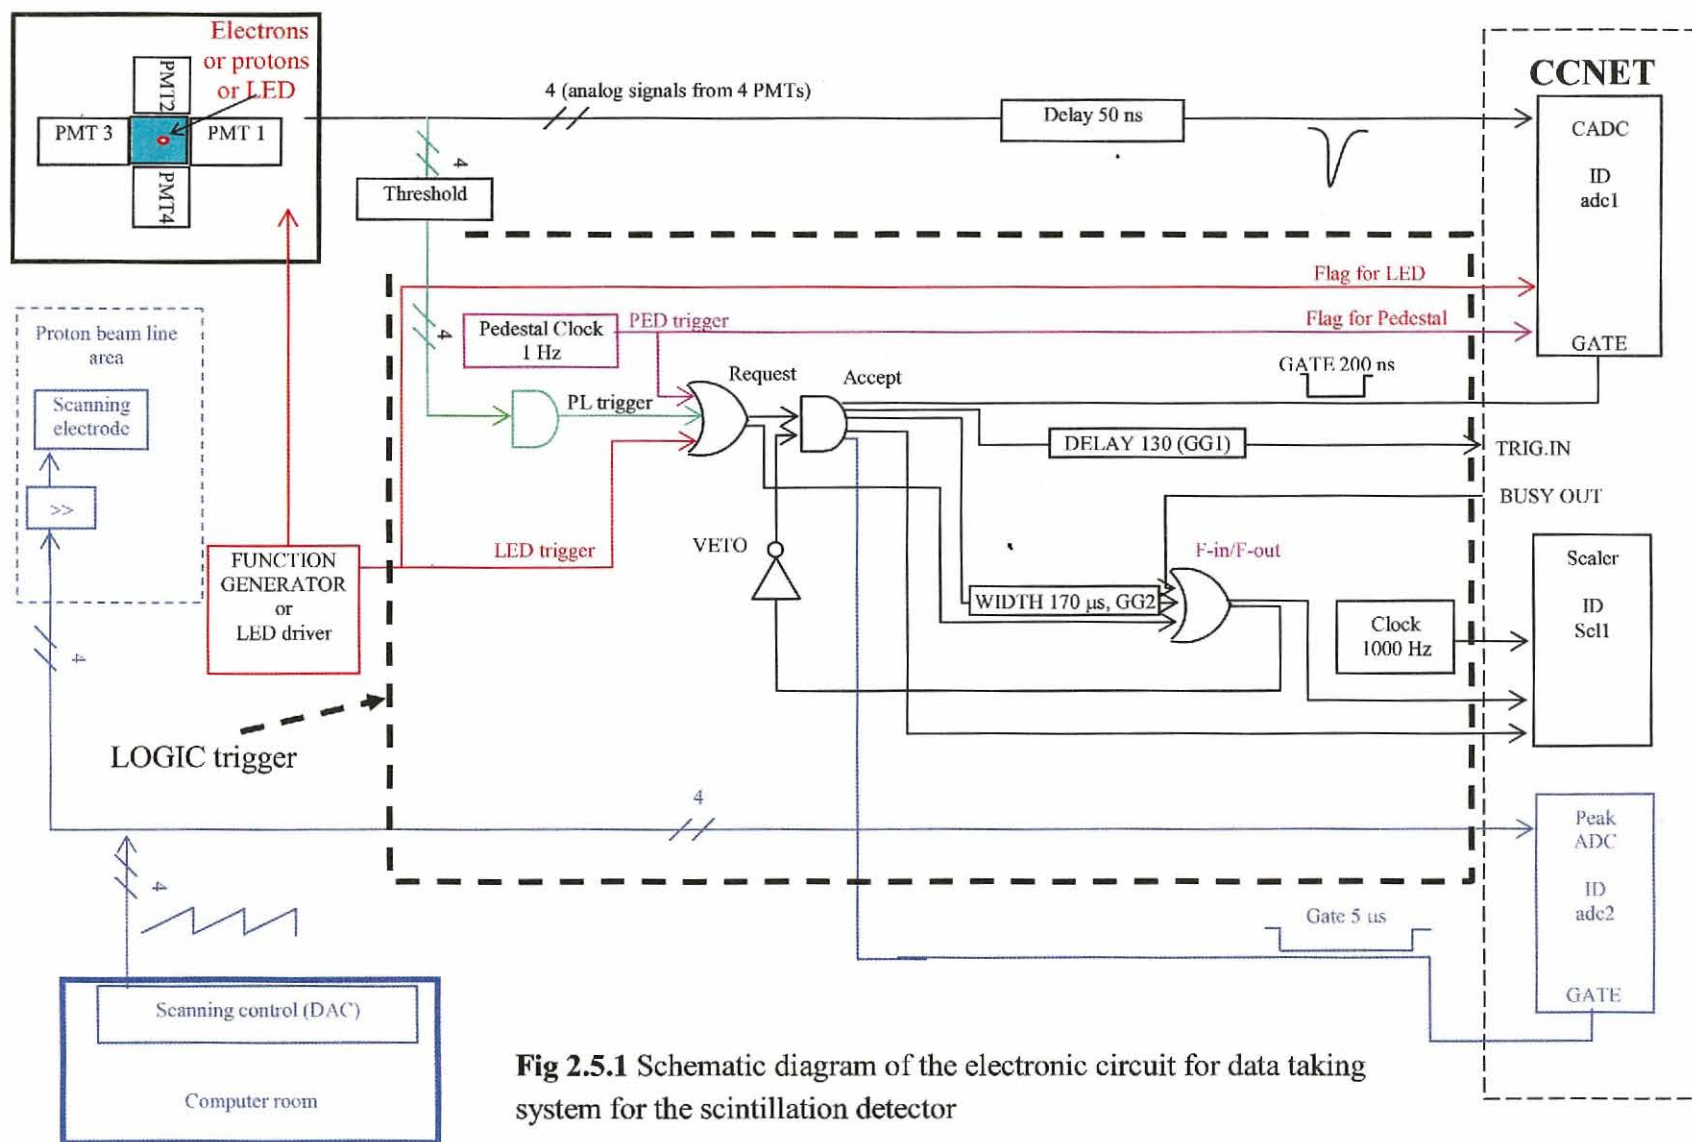 Electrons
or protons
or LED
PMT2
PMT 3
PMT 1
PMT4
4 (analog signals from 4 PMTs)
Delay 50 ns
CCNET
CADC
ID
adc1
GATE
4
Threshold
4
Flag for LED
Pedestal Clock
1 Hz
PED trigger
Flag for Pedestal
GATE 200 ns
Request
Accept
PL trigger
DELAY 130 (GG1)
TRIG.IN
BUSY OUT
Proton beam line
area
Scanning
electrode
>>
4
FUNCTION
GENERATOR
or
LED driver
LED trigger
VETO
F-in/F-out
WIDTH 170 μs, GG2
Clock
1000 Hz
Scaler
ID
Scl1
LOGIC trigger
4
4
Peak
ADC
ID
adc2
GATE
Gate 5 us
Scanning control (DAC)
Computer room
Fig 2.5.1 Schematic diagram of the electronic circuit for data taking
system for the scintillation detector